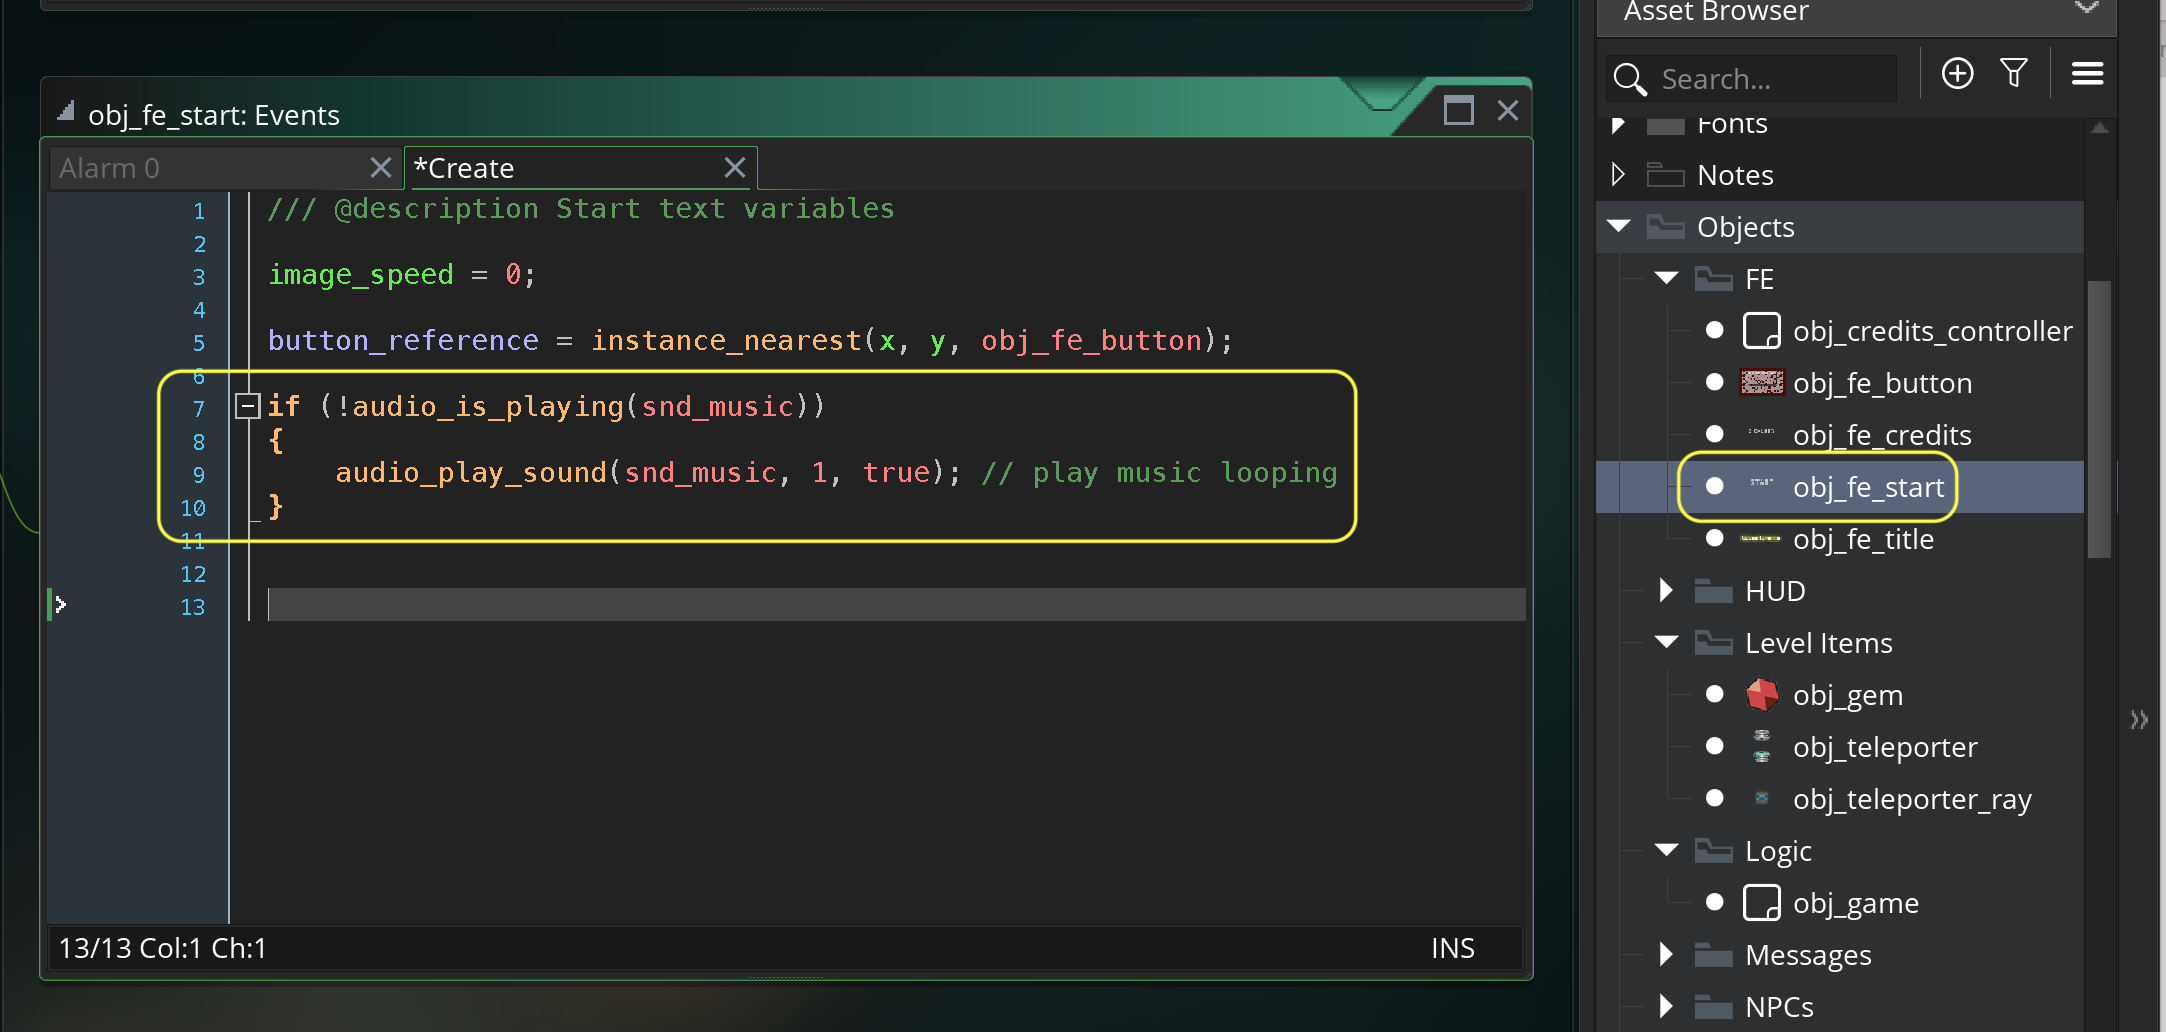 obj_fe_start: Events
Alarm 0
*Create
1 /// @description Start text variables
2
3 image_speed = 0;
4
5 button_reference = instance_nearest(x, y, obj_fe_button);
6
7 if (!audio_is_playing(snd_music))
8 {
9 audio_play_sound(snd_music, 1, true); // play music looping
10 }
11
12
13
13/13 Col:1 Ch:1
INS
Asset Browser
Search...
Fonts
Notes
Objects
FE
obj_credits_controller
obj_fe_button
obj_fe_credits
obj_fe_start
obj_fe_title
HUD
Level Items
obj_gem
obj_teleporter
obj_teleporter_ray
Logic
obj_game
Messages
NPCs